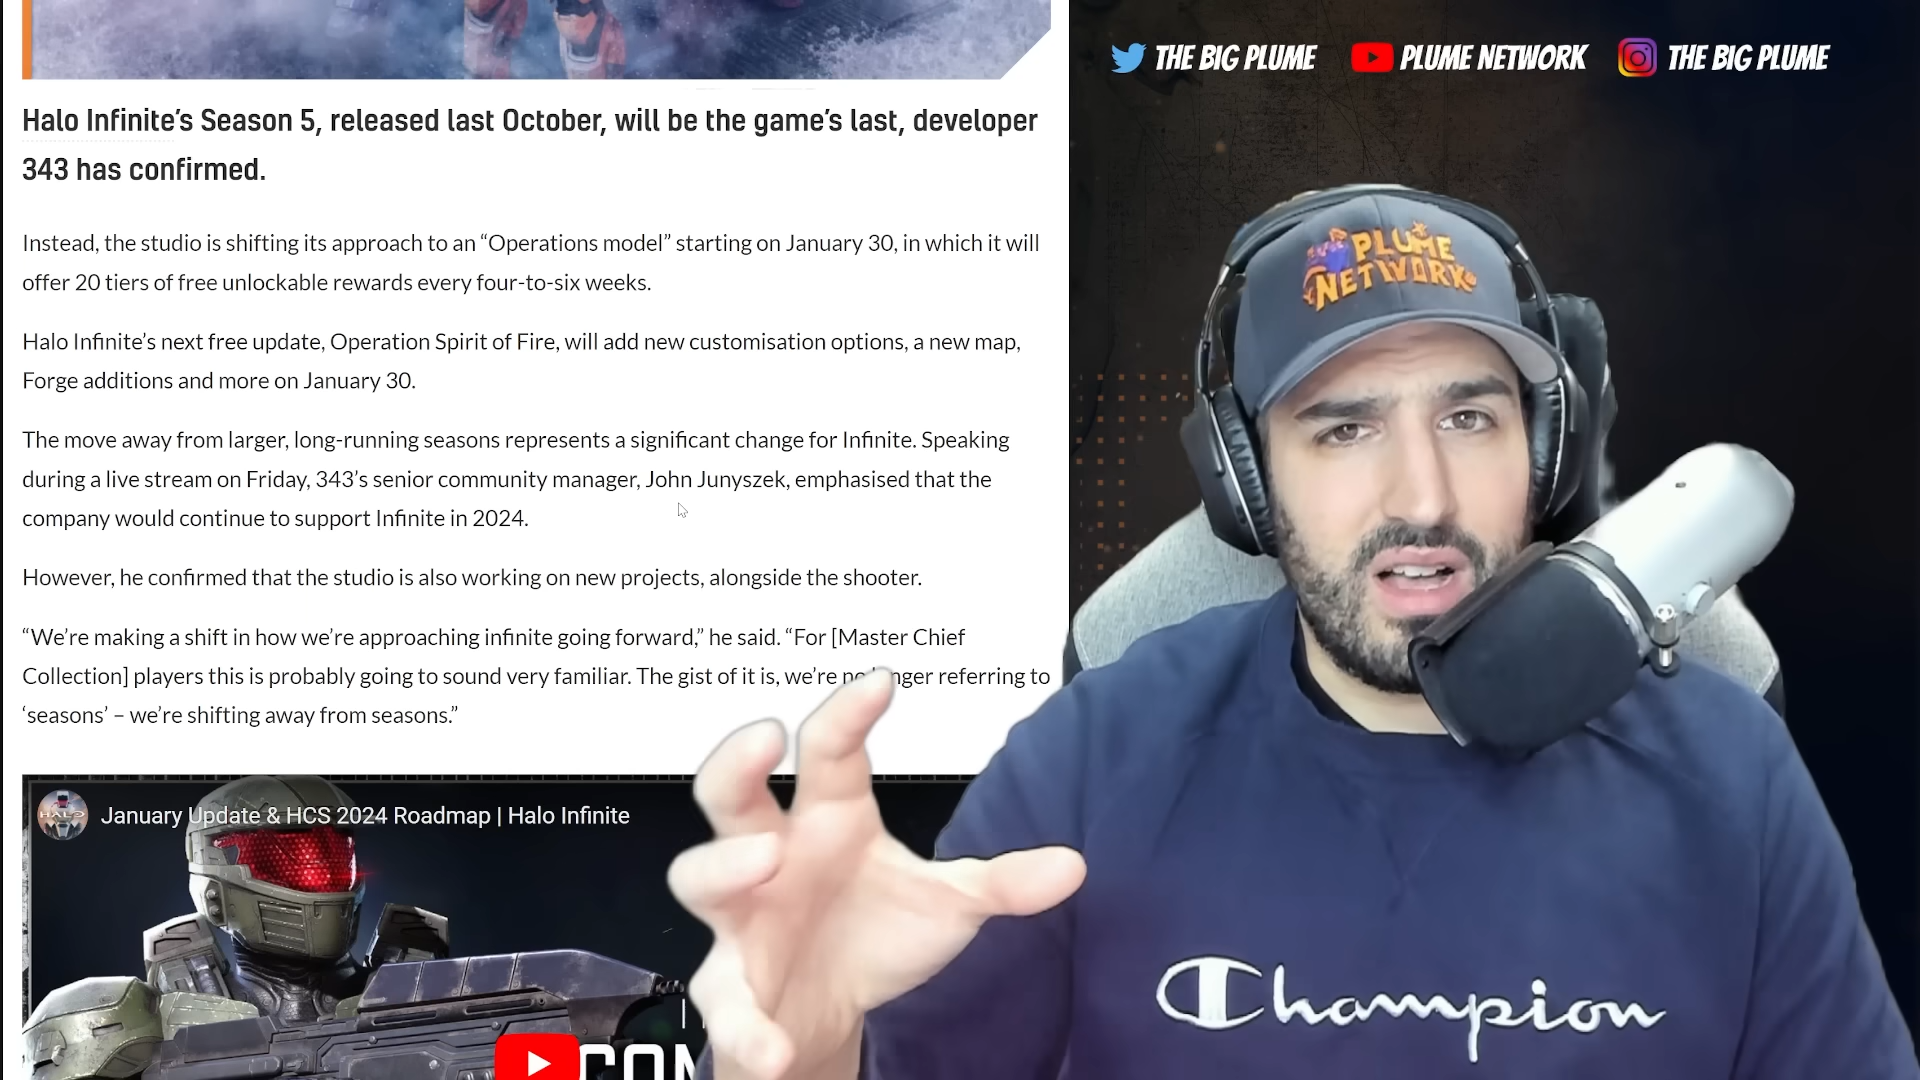 THE BIG PLUME PLUME NETWORK THE BIG PLUME
Halo Infinite’s Season 5, released last October, will be the game’s last, developer
343 has confirmed.
Instead, the studio is shifting its approach to an “Operations model” starting on January 30, in which it will
offer 20 tiers of free unlockable rewards every four-to-six weeks.
Halo Infinite’s next free update, Operation Spirit of Fire, will add new customisation options, a new map,
Forge additions and more on January 30.
The move away from larger, long-running seasons represents a significant change for Infinite. Speaking
during a live stream on Friday, 343’s senior community manager, John Junyszek, emphasised that the
company would continue to support Infinite in 2024.
However, he confirmed that the studio is also working on new projects, alongside the shooter.
“We’re making a shift in how we’re approaching infinite going forward,” he said. “For [Master Chief
Collection] players this is probably going to sound very familiar. The gist of it is, we’re referring to
‘seasons’ – we’re shifting away from seasons.”
HALO
January Update & HCS 2024 Roadmap | Halo Infinite
PLUME
NETWORK
Champion